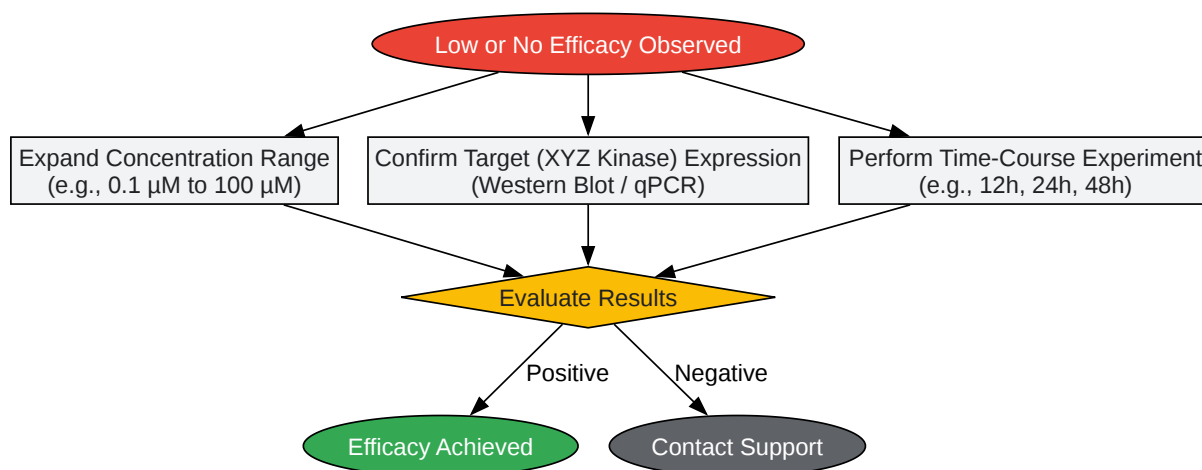 Low or No Efficacy Observed
Expand Concentration Range
(e.g., 0.1 µM to 100 µM)
Confirm Target (XYZ Kinase) Expression
(Western Blot / qPCR)
Perform Time-Course Experiment
(e.g., 12h, 24h, 48h)
Evaluate Results
Positive
Negative
Efficacy Achieved
Contact Support